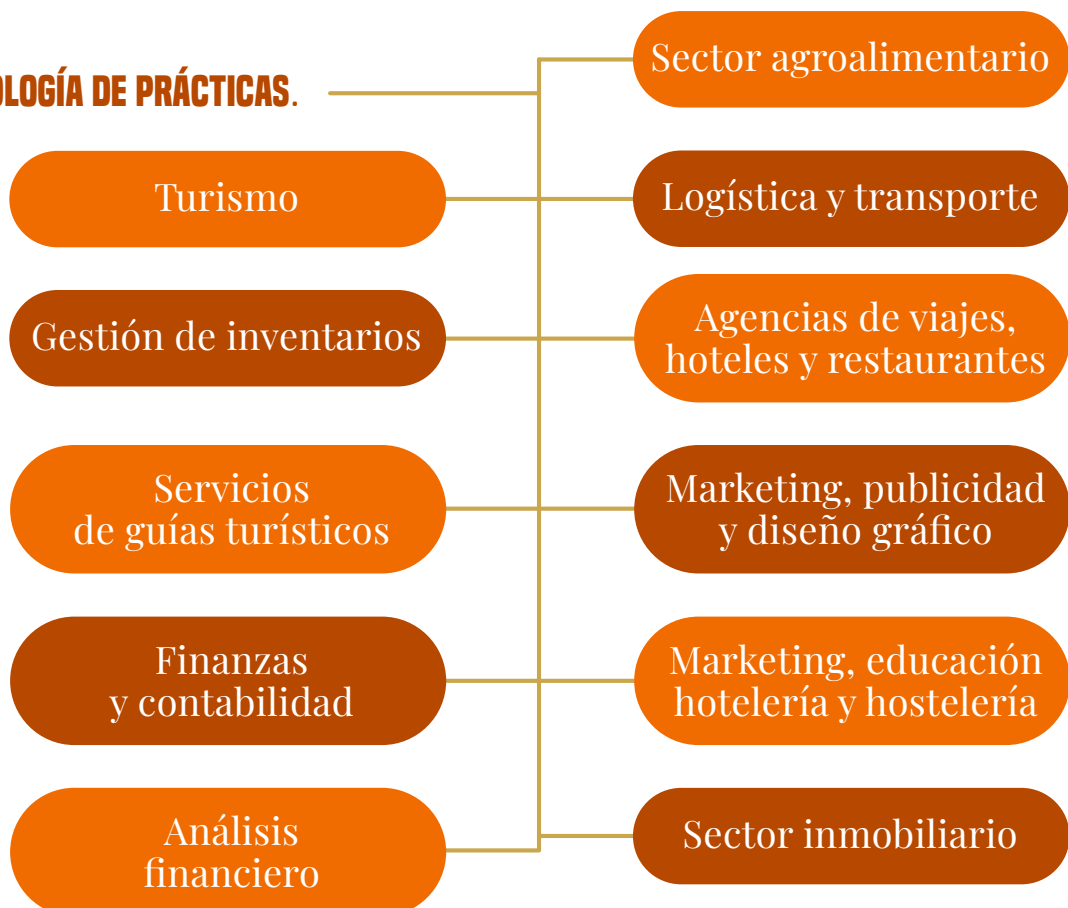 OLOGÍA DE PRÁCTICAS.
Turismo
Gestión de inventarios
Servicios
de guías turísticos
Finanzas
y contabilidad
Análisis
financiero
Sector agroalimentario
Logística y transporte
Agencias de viajes,
hoteles y restaurantes
Marketing, publicidad
y diseño gráfico
Marketing, educación
hotelería y hostelería
Sector inmobiliario